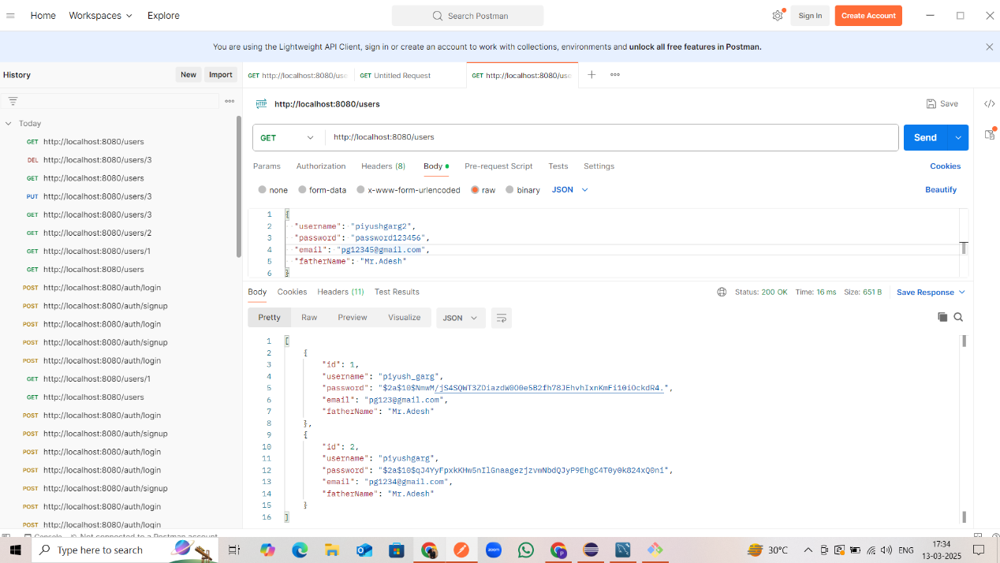 Home Workspaces Explore Search Postman Sign In Create Account
You are using the Lightweight API Client, sign in or create an account to work with collections, environments and unlock all free features in Postman.
History New Import
GET http://localhost:8080/use GET Untitled Request GET http://localhost:8080/use
HTTP http://localhost:8080/users Save </>
Today
GET http://localhost:8080/users
DEL http://localhost:8080/users/3
GET http://localhost:8080/users
PUT http://localhost:8080/users/3
GET http://localhost:8080/users/3
GET http://localhost:8080/users/2
GET http://localhost:8080/users/1
GET http://localhost:8080/users
POST http://localhost:8080/auth/login
POST http://localhost:8080/auth/signup
POST http://localhost:8080/auth/login
POST http://localhost:8080/auth/signup
POST http://localhost:8080/auth/login
GET http://localhost:8080/users/1
GET http://localhost:8080/users
POST http://localhost:8080/auth/login
POST http://localhost:8080/auth/signup
POST http://localhost:8080/auth/login
POST http://localhost:8080/auth/login
POST http://localhost:8080/auth/signup
POST http://localhost:8080/auth/login
POST http://localhost:8080/auth/login
GET http://localhost:8080/users Send
Params Authorization Headers (8) Body Pre-request Script Tests Settings Cookies
none form-data x-www-form-urlencoded raw binary JSON Beautify
1 {
2 "username": "piyushgarg2",
3 "password": "password123456",
4 "email": "pg12345@gmail.com",
5 "fatherName": "Mr.Adesh"
6 }
Body Cookies Headers (11) Test Results Status: 200 OK Time: 16 ms Size: 651 B Save Response
Pretty Raw Preview Visualize JSON
1 [
2 {
3 "id": 1,
4 "username": "piyush_garg",
5 "password": "$2a$10$NmwM/jS4SQWT3ZDiazdW0O0e5B2fh78JEhvhIxnKmFi10iOckdR4.",
6 "email": "pg123@gmail.com",
7 "fatherName": "Mr.Adesh"
8 },
9 {
10 "id": 2,
11 "username": "piyushgarg",
12 "password": "$2a$10$qJ4YyFpxkKHw5nIlGnaagezjzvwNbdQJyP9EhgC4T0y0k824xQ0ni",
13 "email": "pg1234@gmail.com",
14 "fatherName": "Mr.Adesh"
15 }
16 ]
Console Not connected to a Postman account
Type here to search zoom P 30°C ENG 17:34
13-03-2025